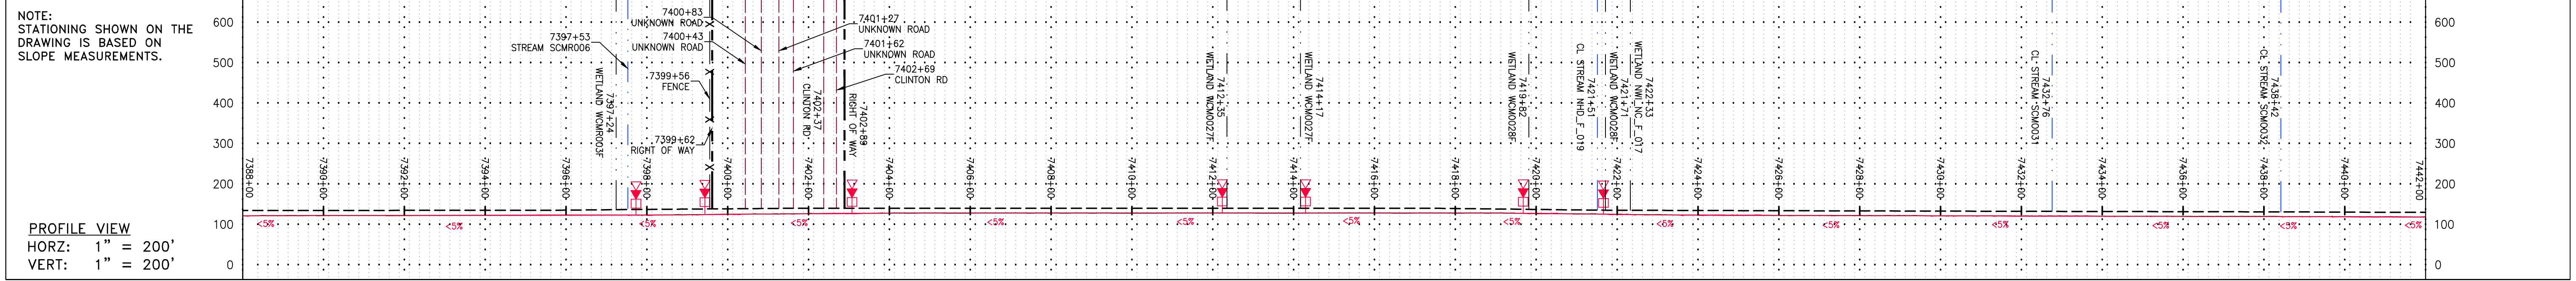 NOTE:
STATIONING SHOWN ON THE
DRAWING IS BASED ON
SLOPE MEASUREMENTS.
PROFILE VIEW
HORZ: 1" = 200'
VERT: 1" = 200'
600
500
400
300
200
100
0
7397+53
STREAM SCMR006
7397+24
WETLAND WCMR003F
7400+83
UNKNOWN ROAD
7400+43
UNKNOWN ROAD
7399+56
FENCE
7399+62
RIGHT OF WAY
7401+27
UNKNOWN ROAD
7401+62
UNKNOWN ROAD
7402+69
CLINTON RD
7402+37
CLINTON RD
7402+89
RIGHT OF WAY
7412+35
WETLAND WCMO027F
7414+17
WETLAND WCMO027F
7419+82
WETLAND WCMO028F
7421+51
CL STREAM NHD_F_019
7421+71
WETLAND WCMO028F
7422+33
WETLAND NWI_NC_F_017
7432+76
CL STREAM SCMO031
7438+42
CL STREAM SCMO032
7388+00
7390+00
7392+00
7394+00
7396+00
7398+00
7400+00
7402+00
7404+00
7406+00
7408+00
7410+00
7412+00
7414+00
7416+00
7418+00
7420+00
7422+00
7424+00
7426+00
7428+00
7430+00
7432+00
7434+00
7436+00
7438+00
7440+00
7442+00
<5%
<5%
<5%
<5%
<5%
<5%
<5%
<5%
<6%
<5%
<5%
<5%
<5%
<5%
600
500
400
300
200
100
0